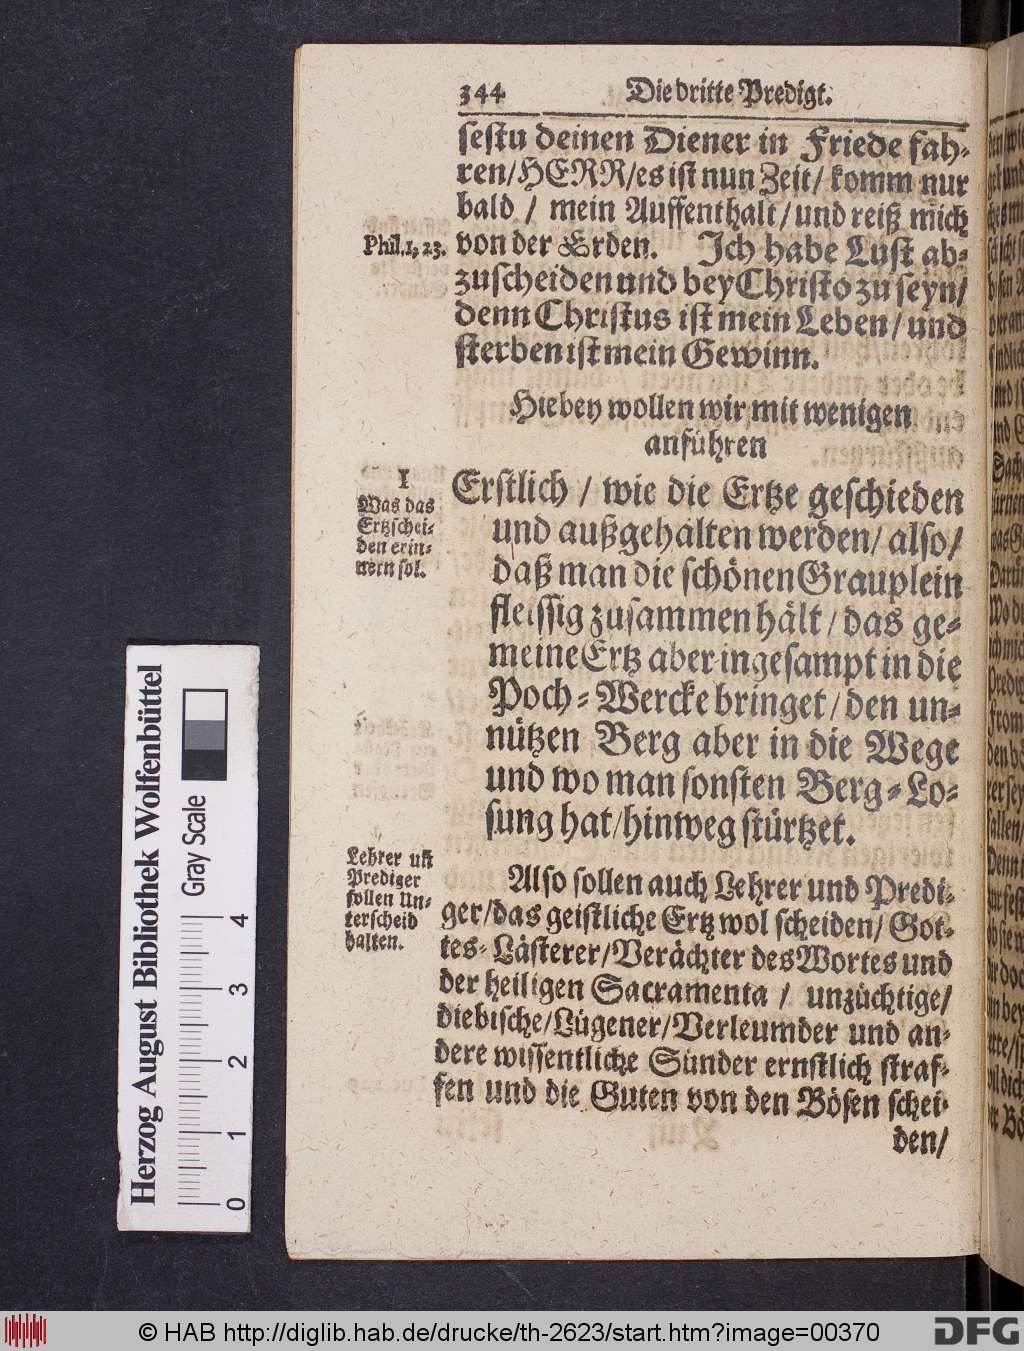 344 Die dritte Predigt.
sestu deinen Diener in Friede fah-
ren/HERR/es ist nun Zeit/ komm nur
bald / mein Auffenthalt/und reiß mich
Phil.1, 23. von der Erden. Ich habe Lust ab-
zuscheiden und bey Christo zu seyn/
denn Christus ist mein Leben/ und
sterben ist mein Gewinn.
Hiebey wollen wir mit wenigen
anführen
1
Was das
Ertzschei-
den erin-
nern sol.
Erstlich / wie die Ertze geschieden
und außgehalten werden/ also/
daß man die schönen Grauplein
fleissig zusammen hält/das ge-
meine Ertz aber ingesampt in die
Poch-Wercke bringet/den un-
nützen Berg aber in die Wege
und wo man sonsten Berg-Lo-
sung hat/hinweg stürtzet.
Lehrer uñ
Prediger
sollen Un-
terscheid
halten.
Also sollen auch Lehrer und Predi-
ger/das geistliche Ertz wol scheiden/ Got-
tes-Lästerer/Verächter des Wortes und
der heiligen Sacramenta / unzüchtige/
diebische/Lügener/Verleumder und an-
dere wissentliche Sünder ernstlich straf-
fen und die Guten von den Bösen schei-
den/
Herzog August Bibliothek Wolfenbüttel
Gray Scale
0 1 2 3 4
© HAB http://diglib.hab.de/drucke/th-2623/start.htm?image=00370
DFG